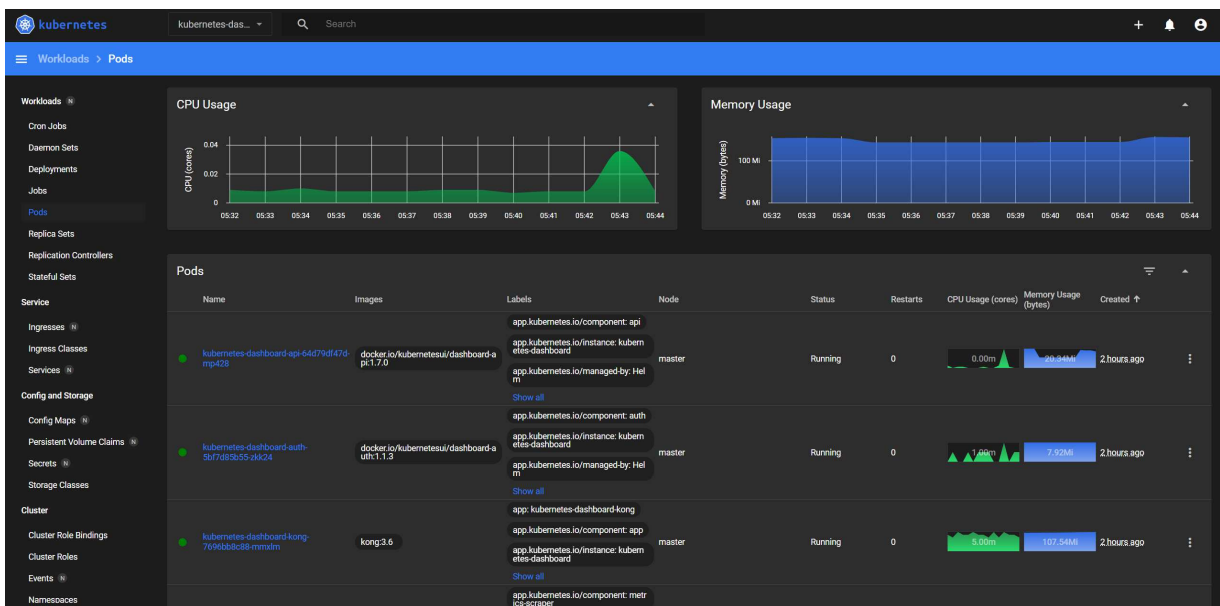 kubernetes
kubernetes-das...
Search
Workloads > Pods
Workloads N
Cron Jobs
Daemon Sets
Deployments
Jobs
Pods
Replica Sets
Replication Controllers
Stateful Sets
Service
Ingresses N
Ingress Classes
Services N
Config and Storage
Config Maps N
Persistent Volume Claims N
Secrets N
Storage Classes
Cluster
Cluster Role Bindings
Cluster Roles
Events N
Namespaces
CPU Usage
CPU (cores)
0.04
0.02
0
05:32 05:33 05:34 05:35 05:36 05:37 05:38 05:39 05:40 05:41 05:42 05:43 05:44
Memory Usage
Memory (bytes)
100 Mi
0 Mi
05:32 05:33 05:34 05:35 05:36 05:37 05:38 05:39 05:40 05:41 05:42 05:43 05:44
Pods
Name Images Labels Node Status Restarts CPU Usage (cores) Memory Usage (bytes) Created
kubernetes-dashboard-api-64d79df47d-
mp428
docker.io/kubernetesui/dashboard-a
pi:1.7.0
app.kubernetes.io/component: api
app.kubernetes.io/instance: kubern
etes-dashboard
app.kubernetes.io/managed-by: Hel
m
Show all
master Running 0 0.00m 20.34Mi 2 hours ago
kubernetes-dashboard-auth-
5bf7d85b55-zkk24
docker.io/kubernetesui/dashboard-a
uth:1.1.3
app.kubernetes.io/component: auth
app.kubernetes.io/instance: kubern
etes-dashboard
app.kubernetes.io/managed-by: Hel
m
Show all
master Running 0 1.00m 7.92Mi 2 hours ago
kubernetes-dashboard-kong-
7696bb8c88-mmxlm
kong:3.6
app: kubernetes-dashboard-kong
app.kubernetes.io/component: app
app.kubernetes.io/instance: kubern
etes-dashboard
Show all
master Running 0 5.00m 107.54Mi 2 hours ago
app.kubernetes.io/component: metr
ics-scraper